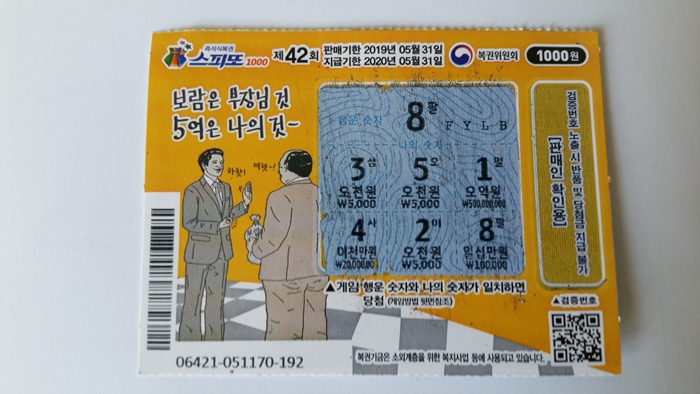 즉석식복권
스피또1000
제42회
판매기한 2019년 05월 31일
지급기한 2020년 05월 31일
복권위원회
1000원
보람은 부장님 것
5억은 나의 것~
행운 숫자
8팔
FYLB
나의 숫자
3삼 5오 1일
오천원 오천원 오억원
₩5,000 ₩5,000 ₩500,000,000
4사 2이 8팔
이천만원 오천원 일십만원
₩20,000,000 ₩5,000 ₩100,000
▲게임 행운 숫자와 나의 숫자가 일치하면
당첨 (게임방법 뒷면참조)
검증번호 노출 시 반품 및 당첨금 지급 불가
[판매인 확인용]
▲검증번호
06421-051170-192
복권기금은 소외계층을 위한 복지사업 등에 사용되고 있습니다.